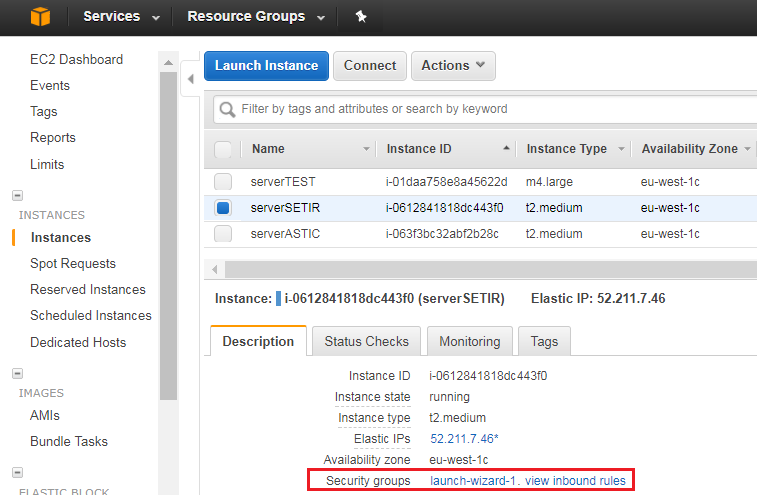 Services Resource Groups
EC2 Dashboard
Events
Tags
Reports
Limits
INSTANCES
Instances
Spot Requests
Reserved Instances
Scheduled Instances
Dedicated Hosts
IMAGES
AMIs
Bundle Tasks
ELASTIC BLOCK
Launch Instance Connect Actions
Filter by tags and attributes or search by keyword
Name Instance ID Instance Type Availability Zone
serverTEST i-01daa758e8a45622d m4.large eu-west-1c
serverSETIR i-0612841818dc443f0 t2.medium eu-west-1c
serverASTIC i-063f3bc32abf2b28c t2.medium eu-west-1c
Instance: i-0612841818dc443f0 (serverSETIR) Elastic IP: 52.211.7.46
Description Status Checks Monitoring Tags
Instance ID i-0612841818dc443f0
Instance state running
Instance type t2.medium
Elastic IPs 52.211.7.46*
Availability zone eu-west-1c
Security groups launch-wizard-1. view inbound rules